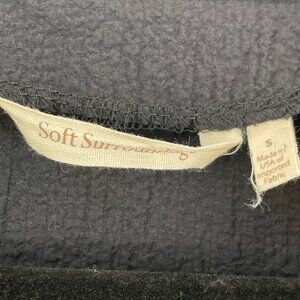 Soft Surroundings
S
Made in
USA of
Imported
Fabric